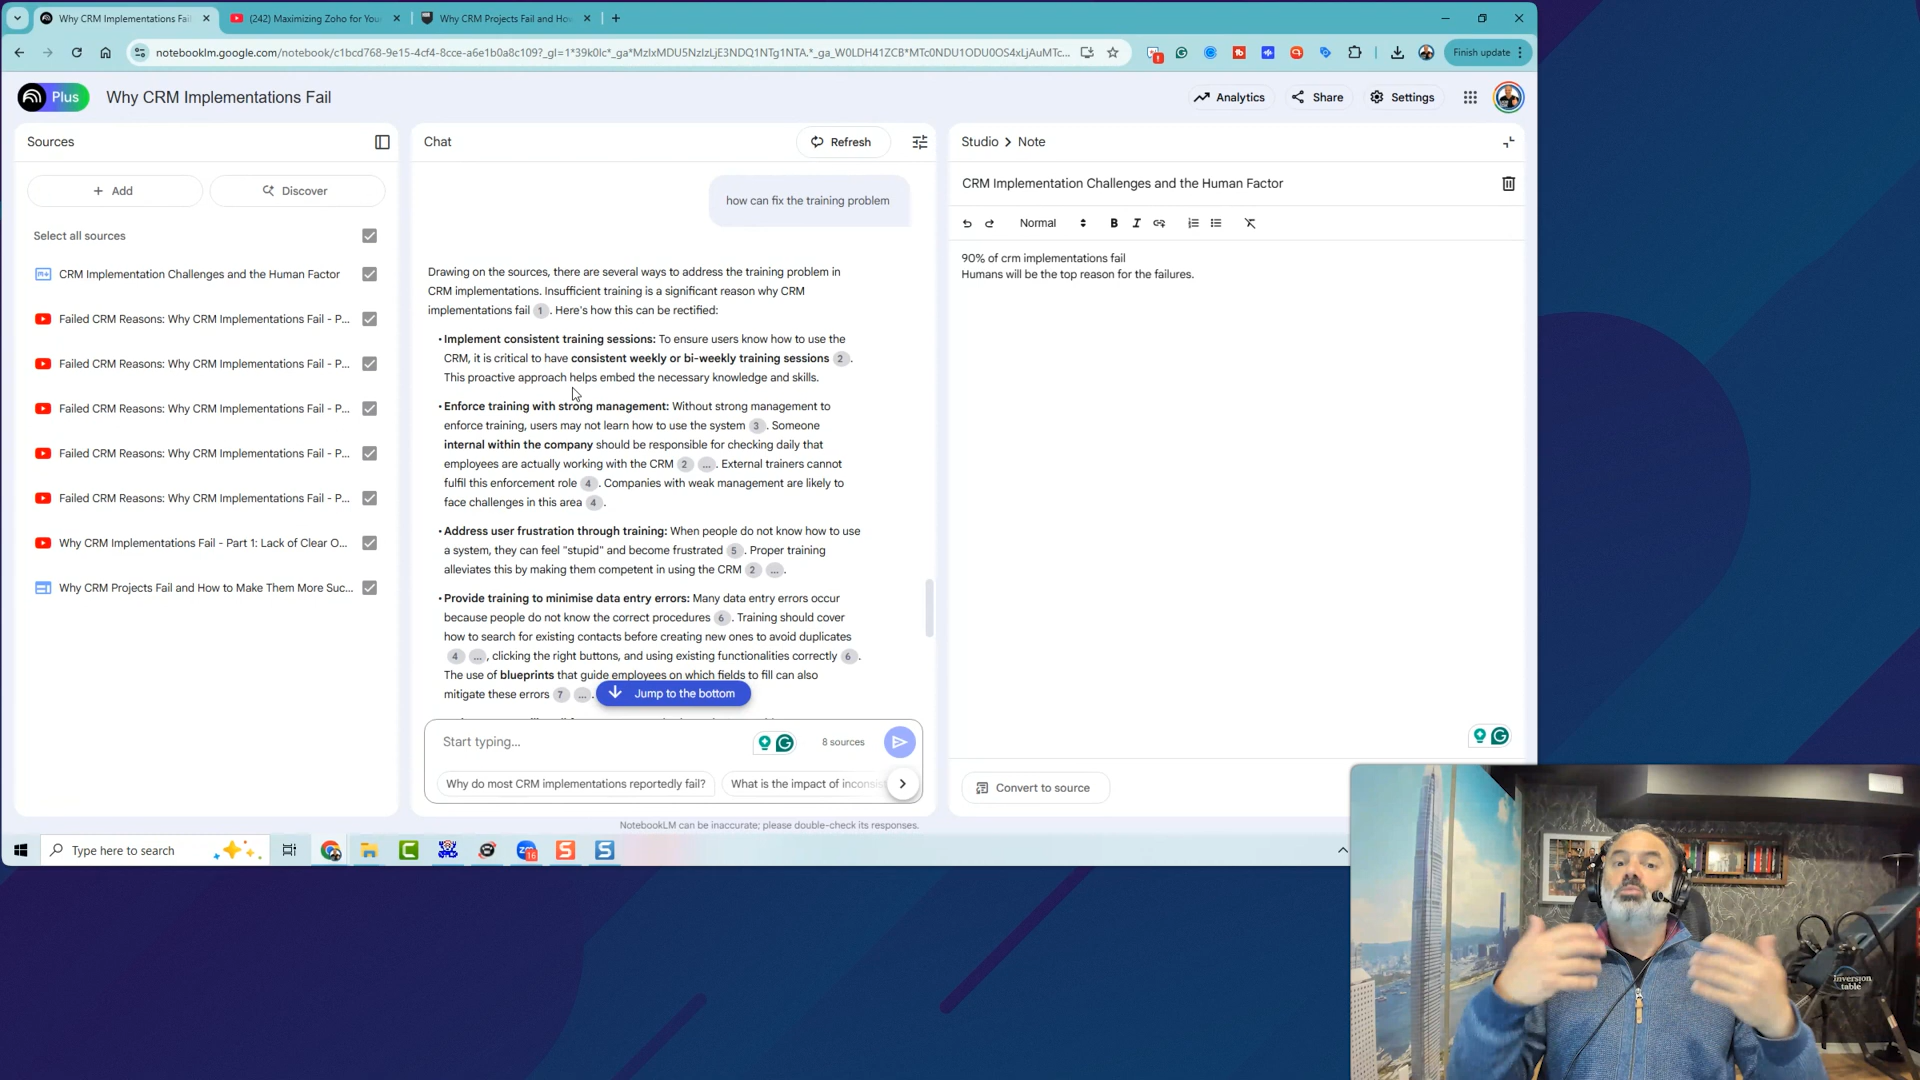 Why CRM Implementations Fail
(242) Maximizing Zoho for You
Why CRM Projects Fail and How
notebooklm.google.com/notebook/c1bcd768-9e15-4cf4-8cce-a6e1b0a8c109?_gl=1*39k0lc*_ga*MzIxMDU5NzIzLjE3NDQ1NTg1NTA.*_ga_W0LDH41ZCB*MTc0NDU1ODU0OS4xLjAuMTc...
Finish update
Plus
Why CRM Implementations Fail
Analytics
Share
Settings
Sources
Add
Discover
Select all sources
CRM Implementation Challenges and the Human Factor
Failed CRM Reasons: Why CRM Implementations Fail - P...
Failed CRM Reasons: Why CRM Implementations Fail - P...
Failed CRM Reasons: Why CRM Implementations Fail - P...
Failed CRM Reasons: Why CRM Implementations Fail - P...
Failed CRM Reasons: Why CRM Implementations Fail - P...
Why CRM Implementations Fail - Part 1: Lack of Clear O...
Why CRM Projects Fail and How to Make Them More Suc...
Chat
Refresh
how can fix the training problem
Drawing on the sources, there are several ways to address the training problem in
CRM implementations. Insufficient training is a significant reason why CRM
implementations fail 1 . Here's how this can be rectified:
• Implement consistent training sessions: To ensure users know how to use the
CRM, it is critical to have consistent weekly or bi-weekly training sessions 2 .
This proactive approach helps embed the necessary knowledge and skills.
• Enforce training with strong management: Without strong management to
enforce training, users may not learn how to use the system 3 . Someone
internal within the company should be responsible for checking daily that
employees are actually working with the CRM 2 ... . External trainers cannot
fulfil this enforcement role 4 . Companies with weak management are likely to
face challenges in this area 4 .
• Address user frustration through training: When people do not know how to use
a system, they can feel "stupid" and become frustrated 5 . Proper training
alleviates this by making them competent in using the CRM 2 ... .
• Provide training to minimise data entry errors: Many data entry errors occur
because people do not know the correct procedures 6 . Training should cover
how to search for existing contacts before creating new ones to avoid duplicates
4 ... , clicking the right buttons, and using existing functionalities correctly 6 .
The use of blueprints that guide employees on which fields to fill can also
mitigate these errors 7 ... .
Jump to the bottom
Start typing...
8 sources
Why do most CRM implementations reportedly fail?
What is the impact of inconsis
NotebookLM can be inaccurate; please double-check its responses.
Studio > Note
CRM Implementation Challenges and the Human Factor
Normal
B I
90% of crm implementations fail
Humans will be the top reason for the failures.
Convert to source
Type here to search
zm
16
Inversion
table